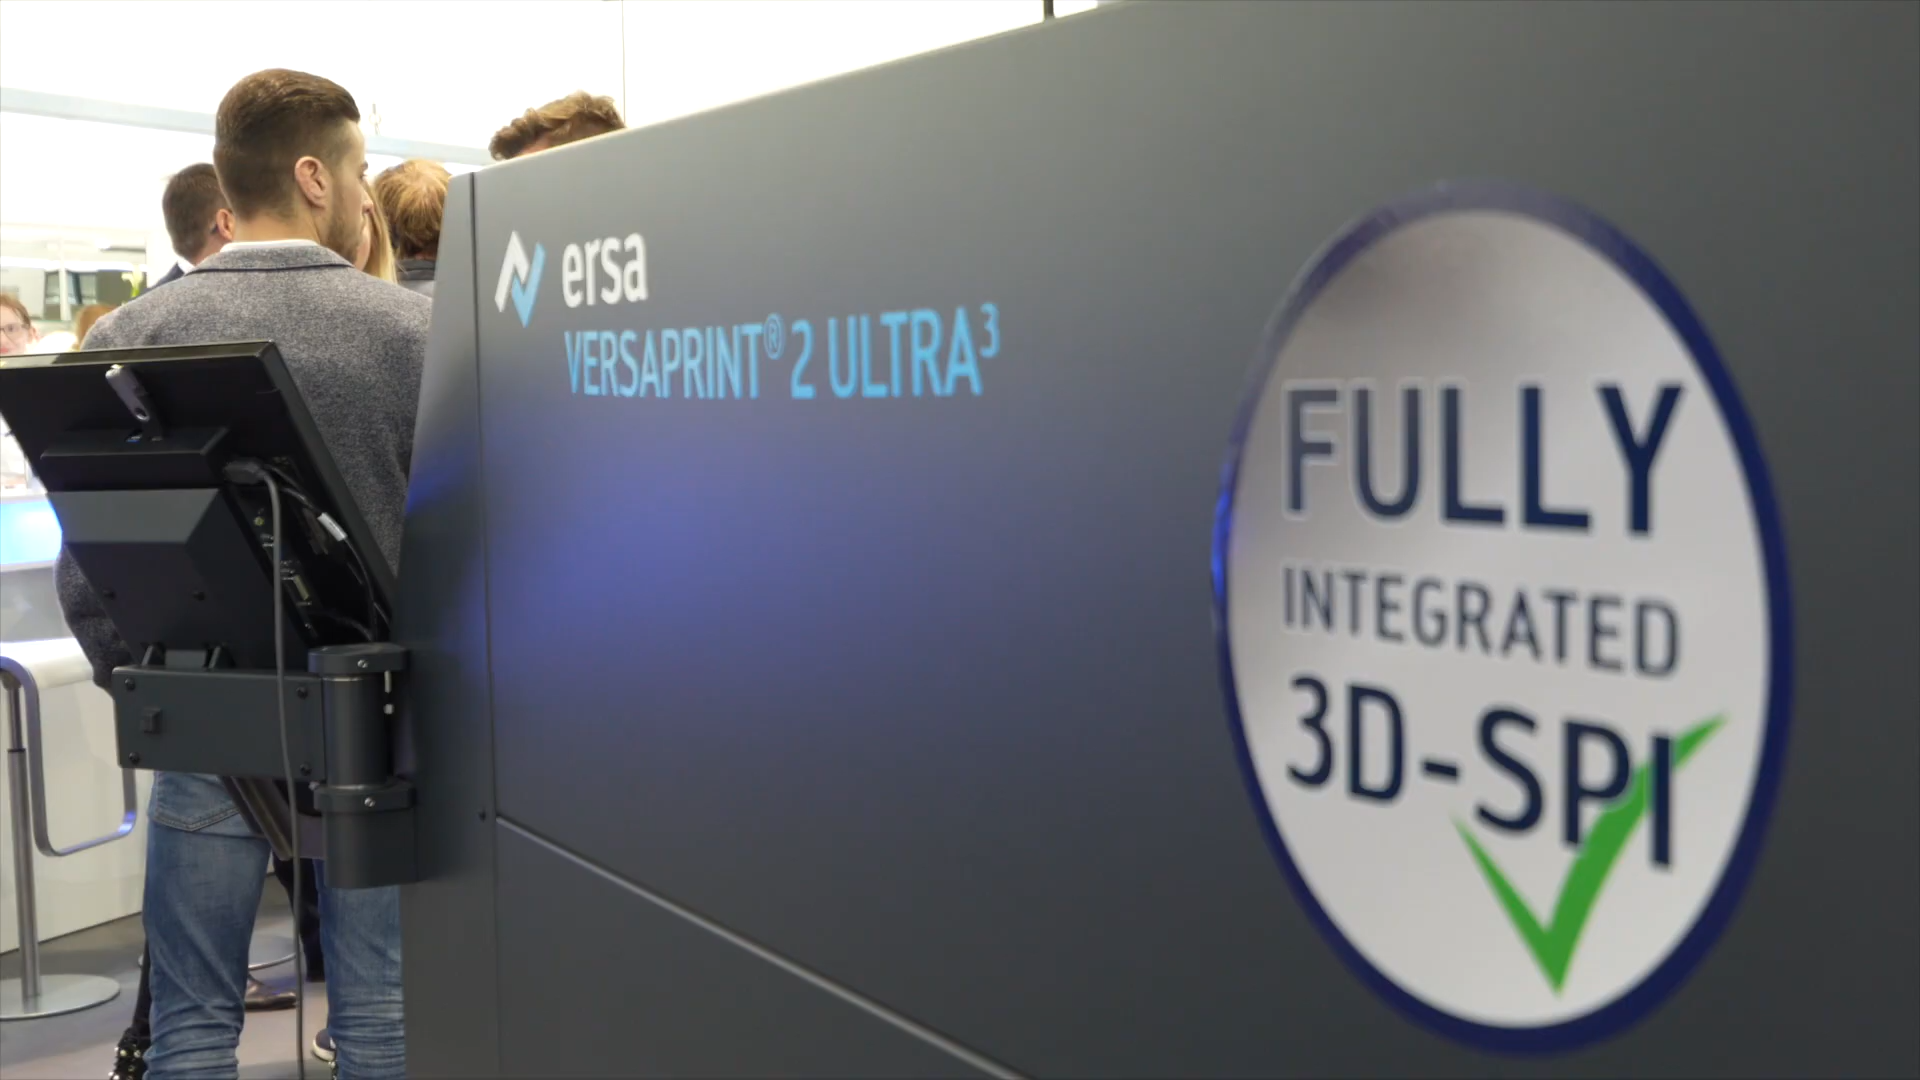 ersa
VERSAPRINT® 2 ULTRA³
FULLY
INTEGRATED
3D-SPI